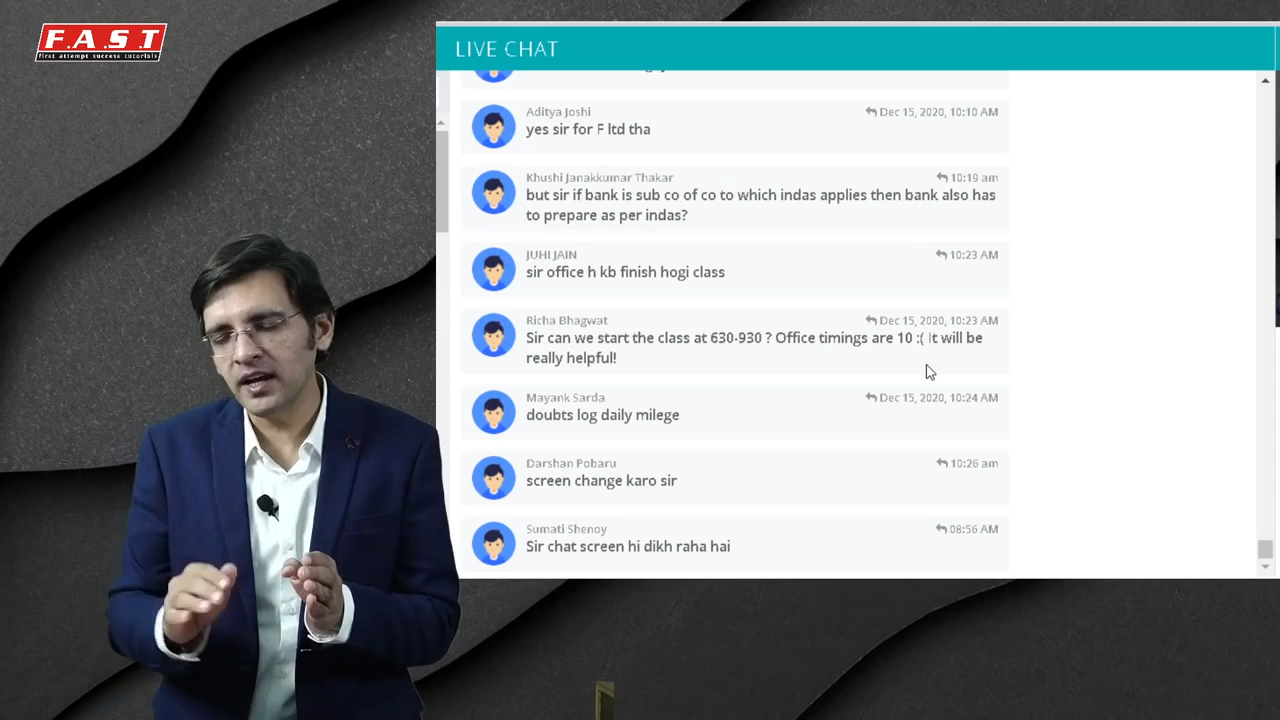 F.A.S.T
first attempt success tutorials
LIVE CHAT
Aditya Joshi Dec 15, 2020, 10:10 AM
yes sir for F ltd tha
Khushi Janakkumar Thakar 10:19 am
but sir if bank is sub co of co to which indas applies then bank also has
to prepare as per indas?
JUHI JAIN 10:23 AM
sir office h kb finish hogi class
Richa Bhagwat Dec 15, 2020, 10:23 AM
Sir can we start the class at 630-930 ? Office timings are 10 :( It will be
really helpful!
Mayank Sarda Dec 15, 2020, 10:24 AM
doubts log daily milege
Darshan Pobaru 10:26 am
screen change karo sir
Sumati Shenoy 08:56 AM
Sir chat screen hi dikh raha hai